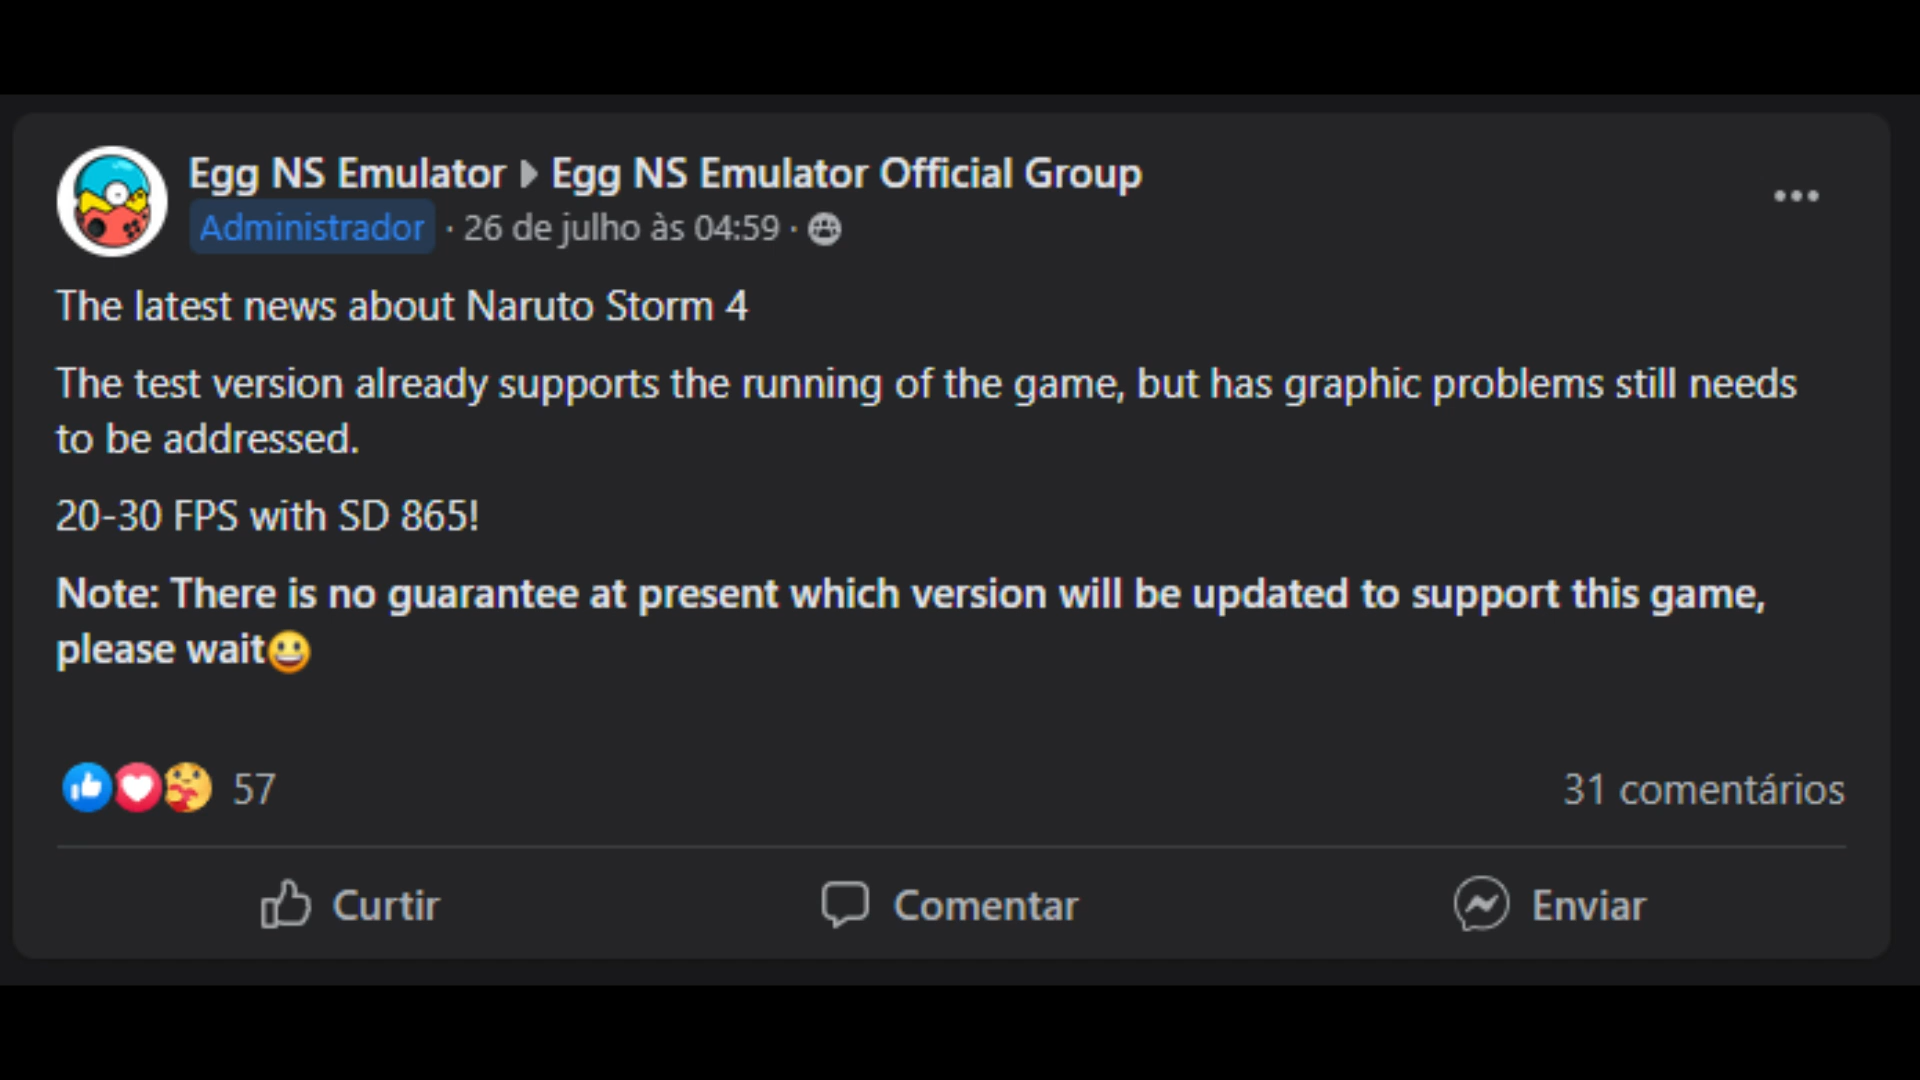 Egg NS Emulator Egg NS Emulator Official Group
Administrador · 26 de julho às 04:59 ·
The latest news about Naruto Storm 4
The test version already supports the running of the game, but has graphic problems still needs
to be addressed.
20-30 FPS with SD 865!
Note: There is no guarantee at present which version will be updated to support this game,
please wait😀
57
31 comentários
Curtir
Comentar
Enviar